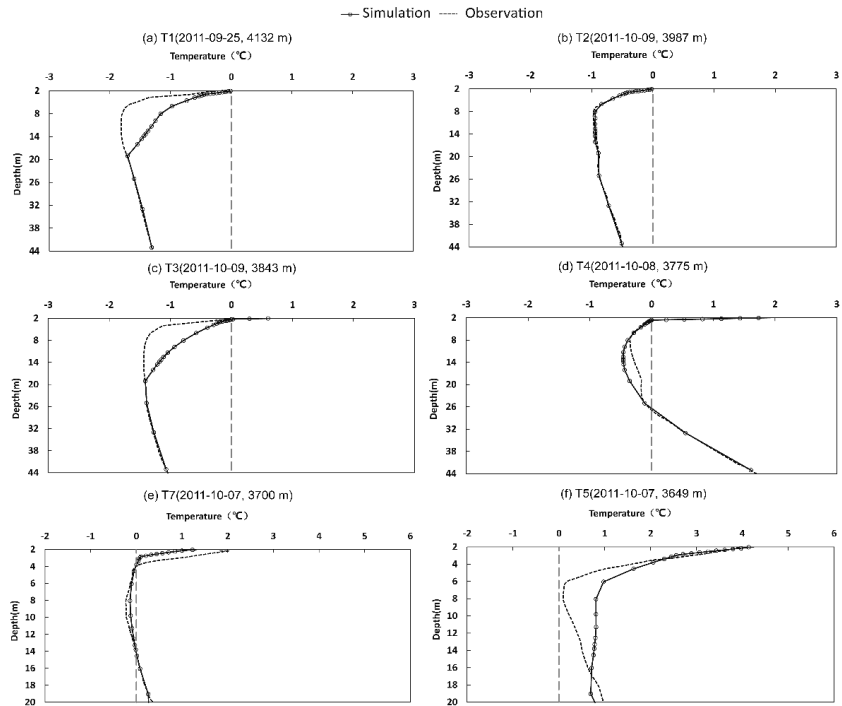 Simulation Observation
(a) T1(2011-09-25, 4132 m)
Temperature (℃)
-3 -2 -1 0 1 2 3
2
8
14
20
26
32
38
44
Depth(m)
(b) T2(2011-10-09, 3987 m)
Temperature (℃)
-3 -2 -1 0 1 2 3
2
8
14
20
26
32
38
44
Depth(m)
(c) T3(2011-10-09, 3843 m)
Temperature (℃)
-3 -2 -1 0 1 2 3
2
8
14
20
26
32
38
44
Depth(m)
(d) T4(2011-10-08, 3775 m)
Temperature (℃)
-3 -2 -1 0 1 2 3
2
8
14
20
26
32
38
44
Depth(m)
(e) T7(2011-10-07, 3700 m)
Temperature (℃)
-2 -1 0 1 2 3 4 5 6
2
4
6
8
10
12
14
16
18
20
Depth(m)
(f) T5(2011-10-07, 3649 m)
Temperature (℃)
-2 -1 0 1 2 3 4 5 6
2
4
6
8
10
12
14
16
18
20
Depth(m)